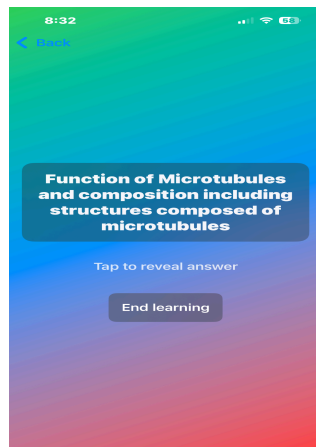 8:32
68
Back
Function of Microtubules
and composition including
structures composed of
microtubules
Tap to reveal answer
End learning